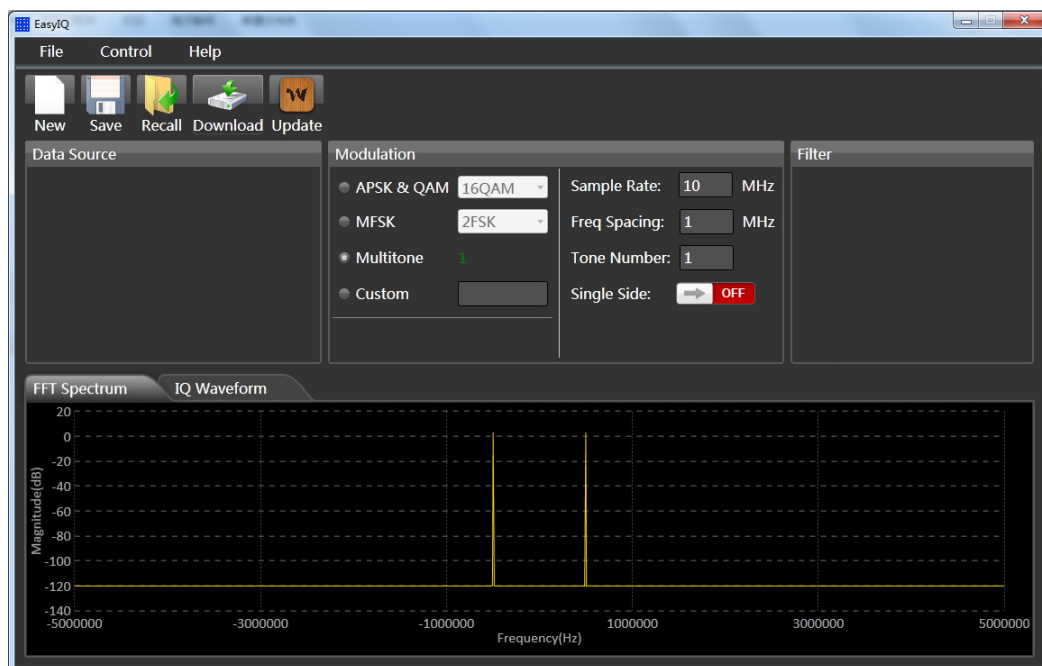 EasyIQ
File Control Help
New Save Recall Download Update
Data Source
Modulation
APSK & QAM 16QAM
MFSK 2FSK
Multitone 1
Custom
Sample Rate: 10 MHz
Freq Spacing: 1 MHz
Tone Number: 1
Single Side: OFF
Filter
FFT Spectrum IQ Waveform
20
0
-20
-40
-60
-80
-100
-120
-140
Magnitude(dB)
-5000000 -3000000 -1000000 1000000 3000000 5000000
Frequency(Hz)